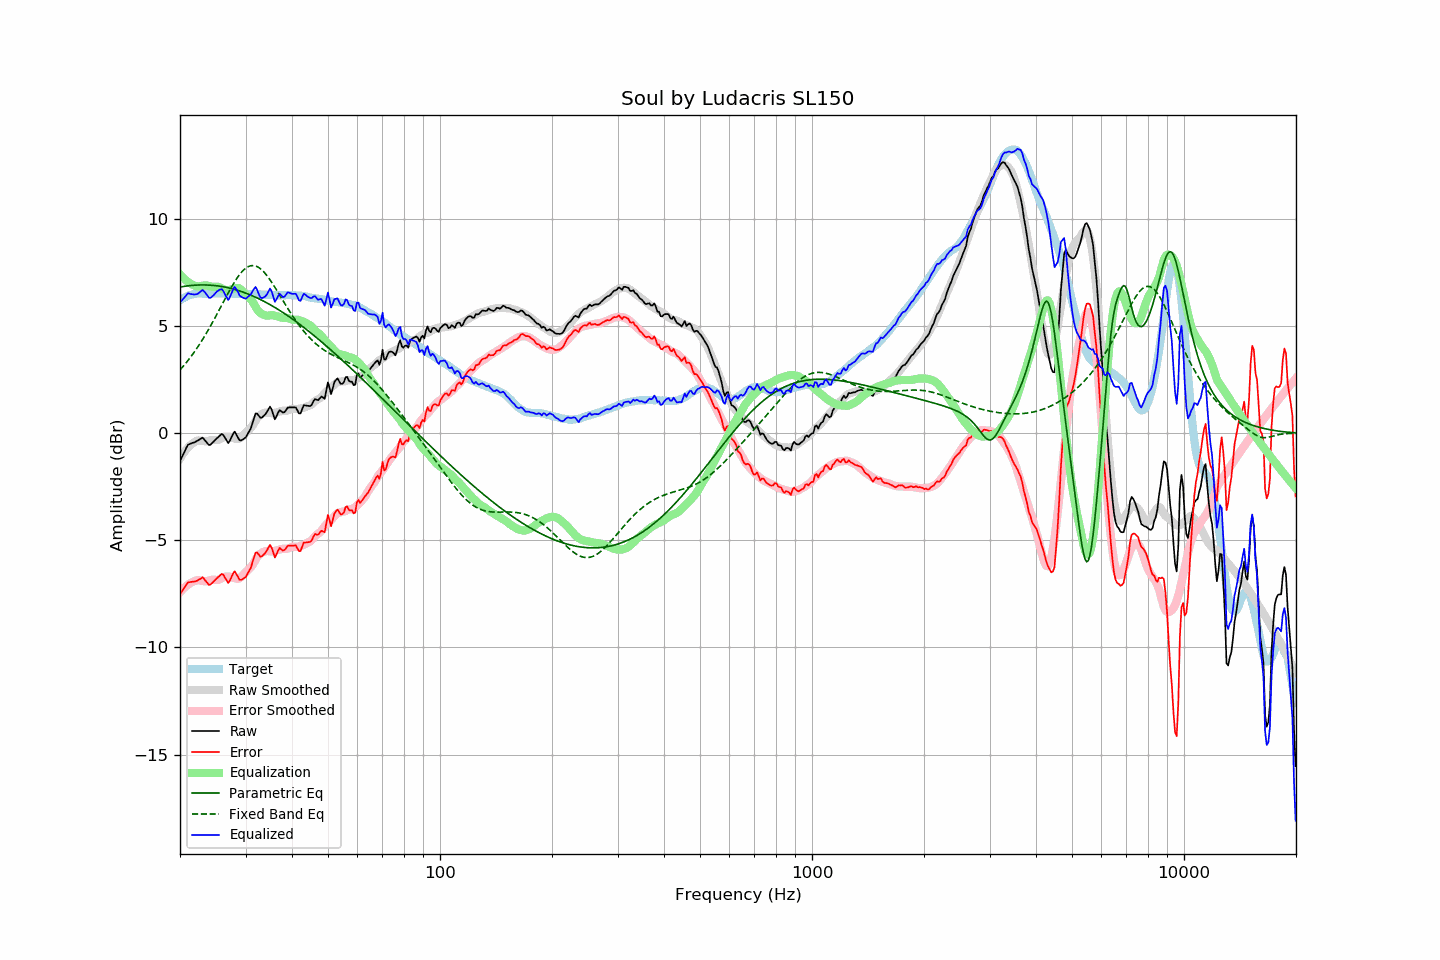 Soul by Ludacris SL150
Amplitude (dBr)
10
5
0
−5
−10
−15
Target
Raw Smoothed
Error Smoothed
Raw
Error
Equalization
Parametric Eq
Fixed Band Eq
Equalized
100 1000 10000
Frequency (Hz)